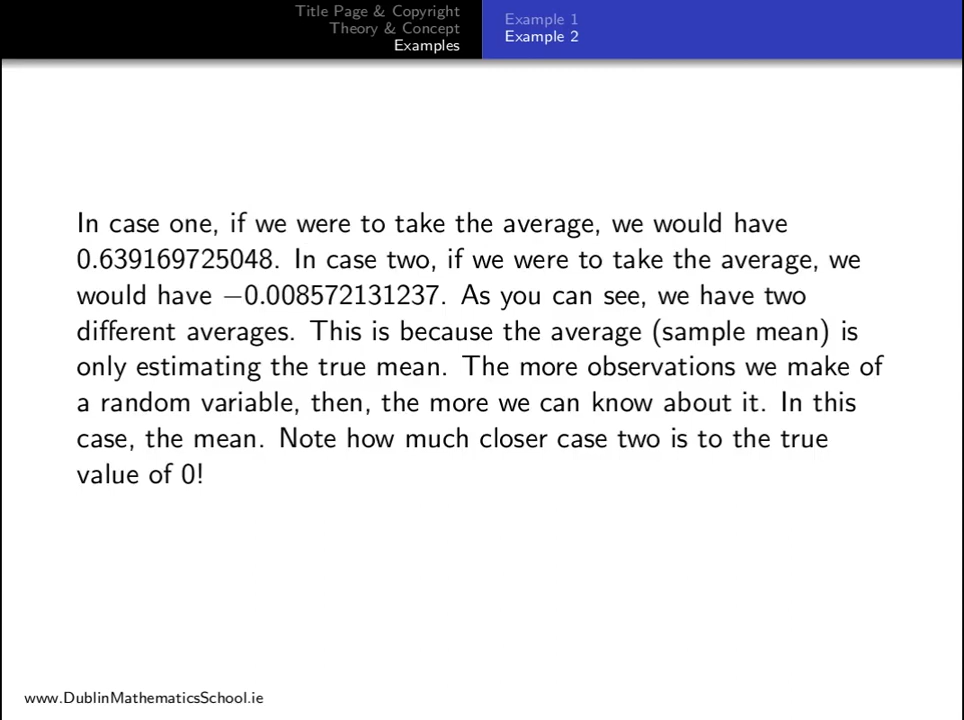 Title Page & Copyright
Theory & Concept
Examples
Example 1
Example 2
In case one, if we were to take the average, we would have
0.639169725048. In case two, if we were to take the average, we
would have −0.008572131237. As you can see, we have two
different averages. This is because the average (sample mean) is
only estimating the true mean. The more observations we make of
a random variable, then, the more we can know about it. In this
case, the mean. Note how much closer case two is to the true
value of 0!
www.DublinMathematicsSchool.ie